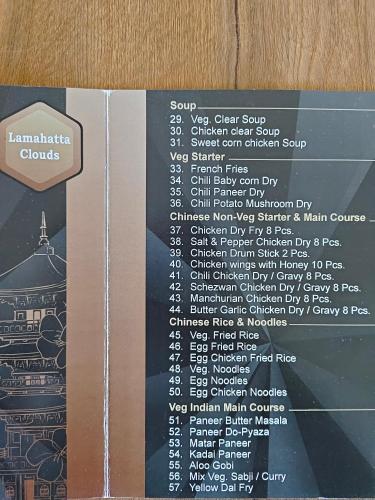 Lamahatta
Clouds
Soup
29. Veg. Clear Soup
30. Chicken clear Soup
31. Sweet corn chicken Soup
Veg Starter
33. French Fries
34. Chili Baby corn Dry
35. Chili Paneer Dry
36. Chili Potato Mushroom Dry
Chinese Non-Veg Starter & Main Course
37. Chicken Dry Fry 8 Pcs.
38. Salt & Pepper Chicken Dry 8 Pcs.
39. Chicken Drum Stick 2 Pcs.
40. Chicken wings with Honey 10 Pcs.
41. Chili Chicken Dry / Gravy 8 Pcs.
42. Schezwan Chicken Dry / Gravy 8 Pcs.
43. Manchurian Chicken Dry 8 Pcs.
44. Butter Garlic Chicken Dry / Gravy 8 Pcs.
Chinese Rice & Noodles
45. Veg. Fried Rice
46. Egg Fried Rice
47. Egg Chicken Fried Rice
48. Veg. Noodles
49. Egg Noodles
50. Egg Chicken Noodles
Veg Indian Main Course
51. Paneer Butter Masala
52. Paneer Do-Pyaza
53. Matar Paneer
54. Kadai Paneer
55. Aloo Gobi
56. Mix Veg. Sabji / Curry
57. Yellow Dal Fry